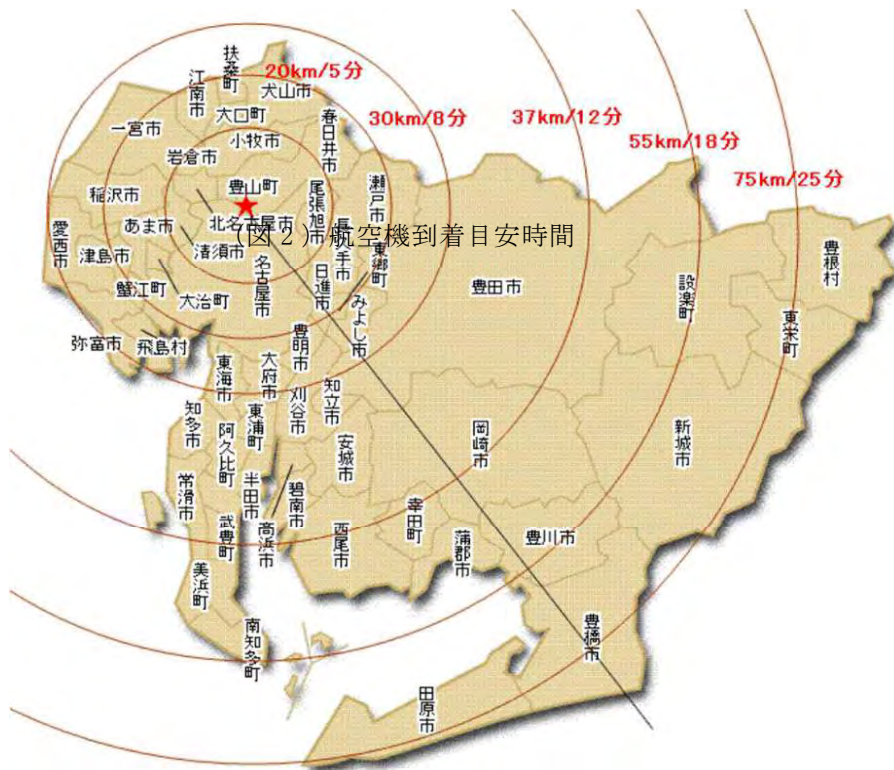 扶桑町
20km/5分
江南市
犬山市
大口町
30km/8分
37km/12分
一宮市
小牧市
春日井市
55km/18分
岩倉市
75km/25分
豊山町
瀬戸市
稲沢市
尾張旭市
あま市
北名古屋市
長久手市
愛西市
清須市
(図2)航空機到着目安時間
東郷町
豊根村
津島市
名古屋市
日進市
豊田市
設楽町
蟹江町
大治町
みよし市
東栄町
弥富市
飛島村
豊明市
東海市
大府市
刈谷市
知立市
知多市
東浦町
阿久比町
安城市
岡崎市
新城市
常滑市
半田市
碧南市
武豊町
高浜市
西尾市
幸田町
蒲郡市
豊川市
美浜町
南知多町
豊橋市
田原市